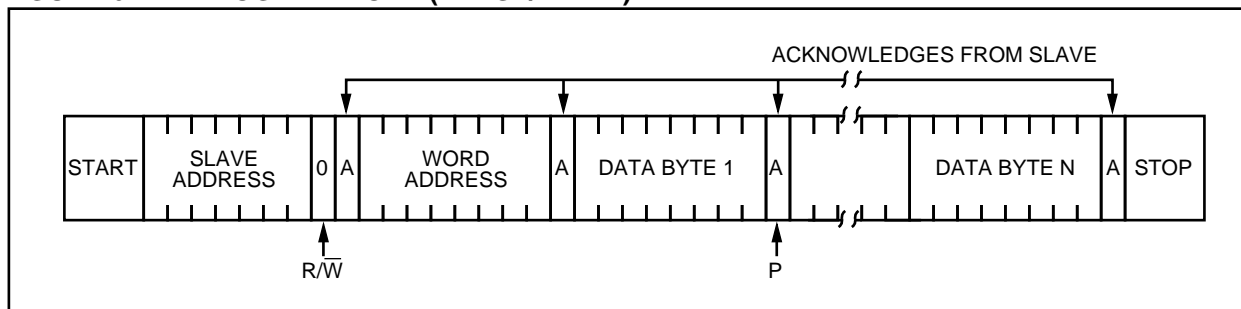 ACKNOWLEDGES FROM SLAVE
START
SLAVE
ADDRESS
0
A
WORD
ADDRESS
A
DATA BYTE 1
A
DATA BYTE N
A
STOP
R/W̅
P